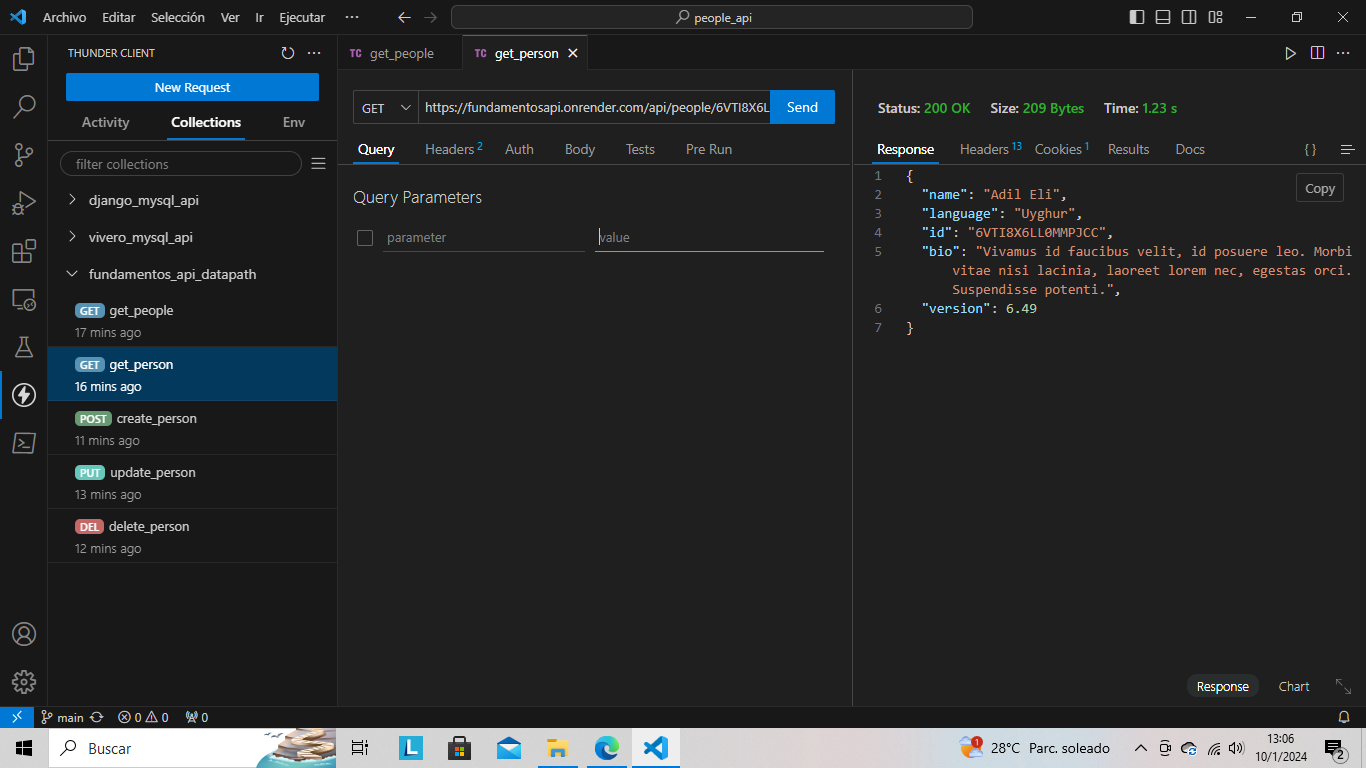 Archivo Editar Selección Ver Ir Ejecutar ··· people_api
THUNDER CLIENT ···
New Request
Activity Collections Env
filter collections
django_mysql_api
vivero_mysql_api
fundamentos_api_datapath
GET get_people
17 mins ago
GET get_person
16 mins ago
POST create_person
11 mins ago
PUT update_person
13 mins ago
DEL delete_person
12 mins ago
TC get_people TC get_person ···
GET https://fundamentosapi.onrender.com/api/people/6VTI8X6L Send
Query Headers 2 Auth Body Tests Pre Run
Query Parameters
parameter value
Status: 200 OK Size: 209 Bytes Time: 1.23 s
Response Headers 13 Cookies 1 Results Docs { }
Copy
1 {
2 "name": "Adil Eli",
3 "language": "Uyghur",
4 "id": "6VTI8X6LL0MMPJCC",
5 "bio": "Vivamus id faucibus velit, id posuere leo. Morbi
vitae nisi lacinia, laoreet lorem nec, egestas orci.
Suspendisse potenti.",
6 "version": 6.49
7 }
Response Chart
main 0 0 0
Buscar L 1 28°C Parc. soleado 13:06
10/1/2024 2